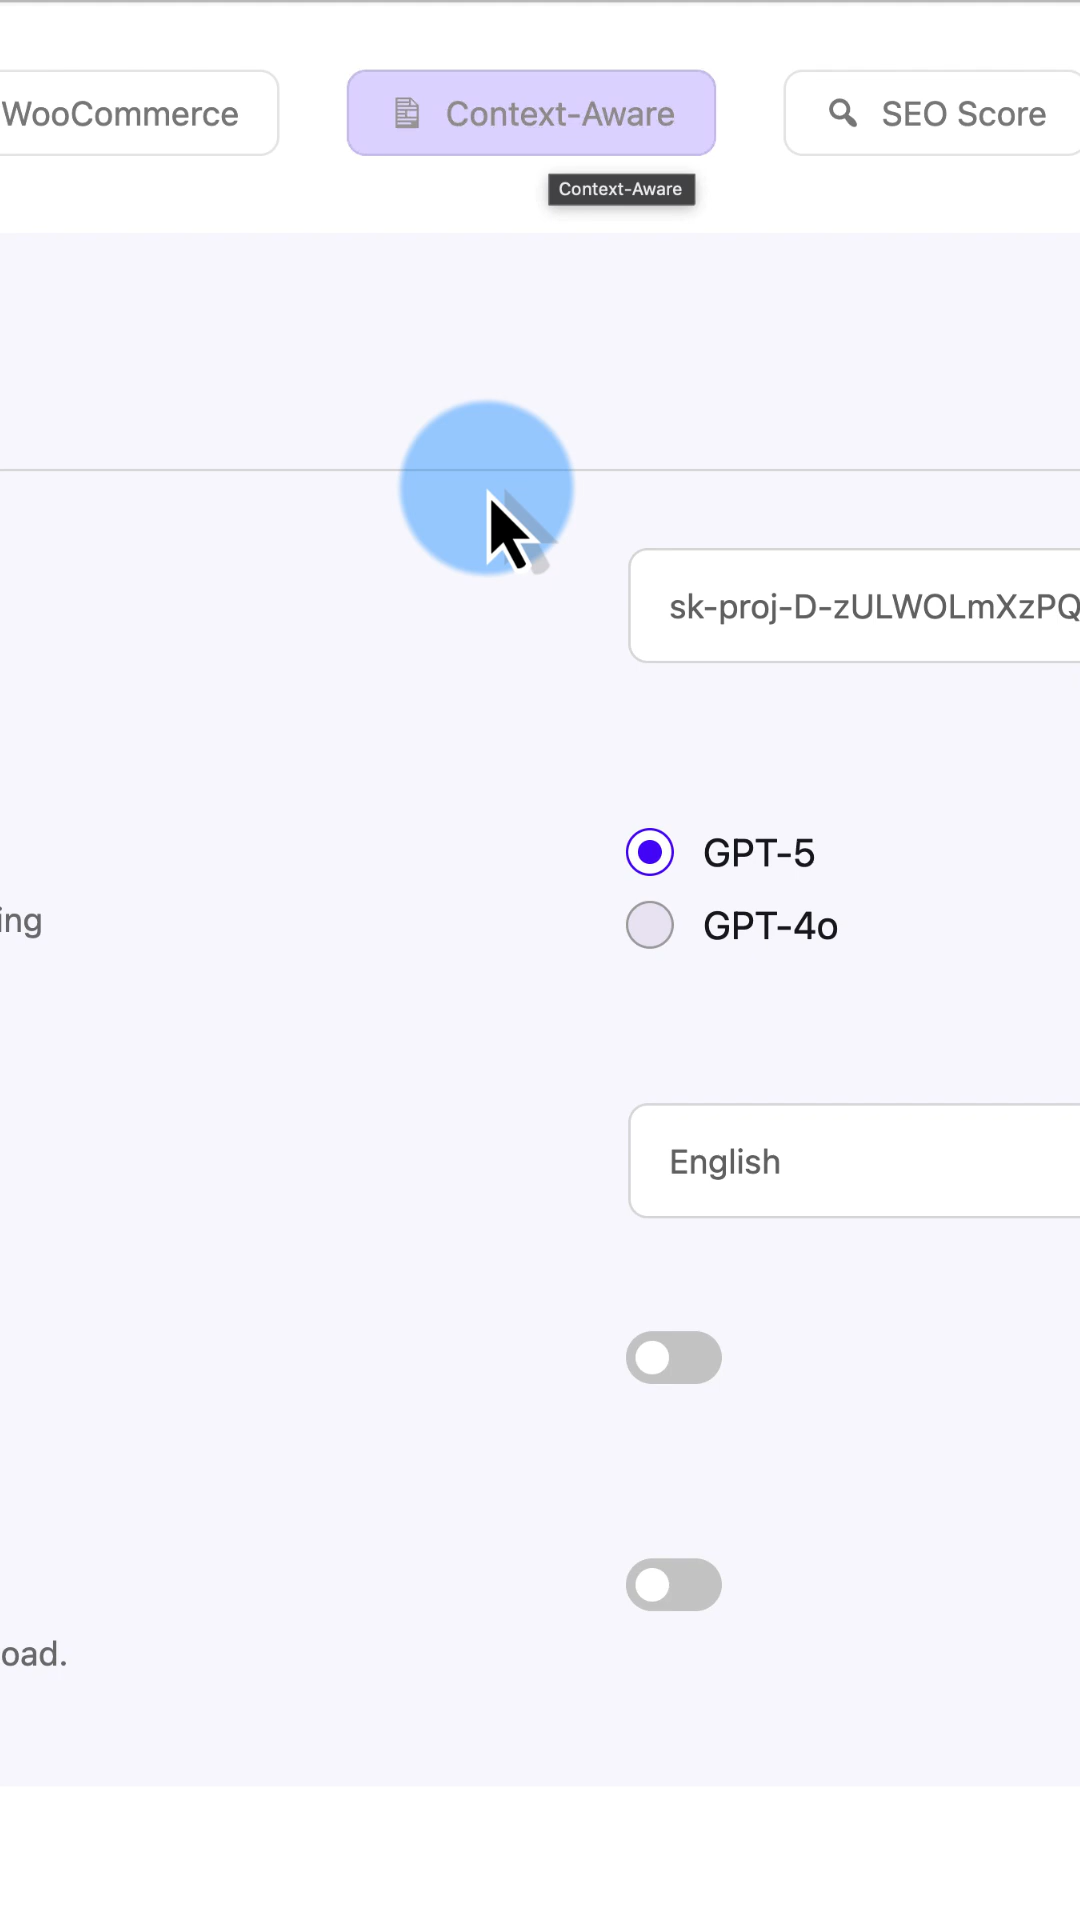 WooCommerce
Context-Aware
SEO Score
Context-Aware
sk-proj-D-zULWOLmXzPQ
GPT-5
ing
GPT-4o
English
oad.